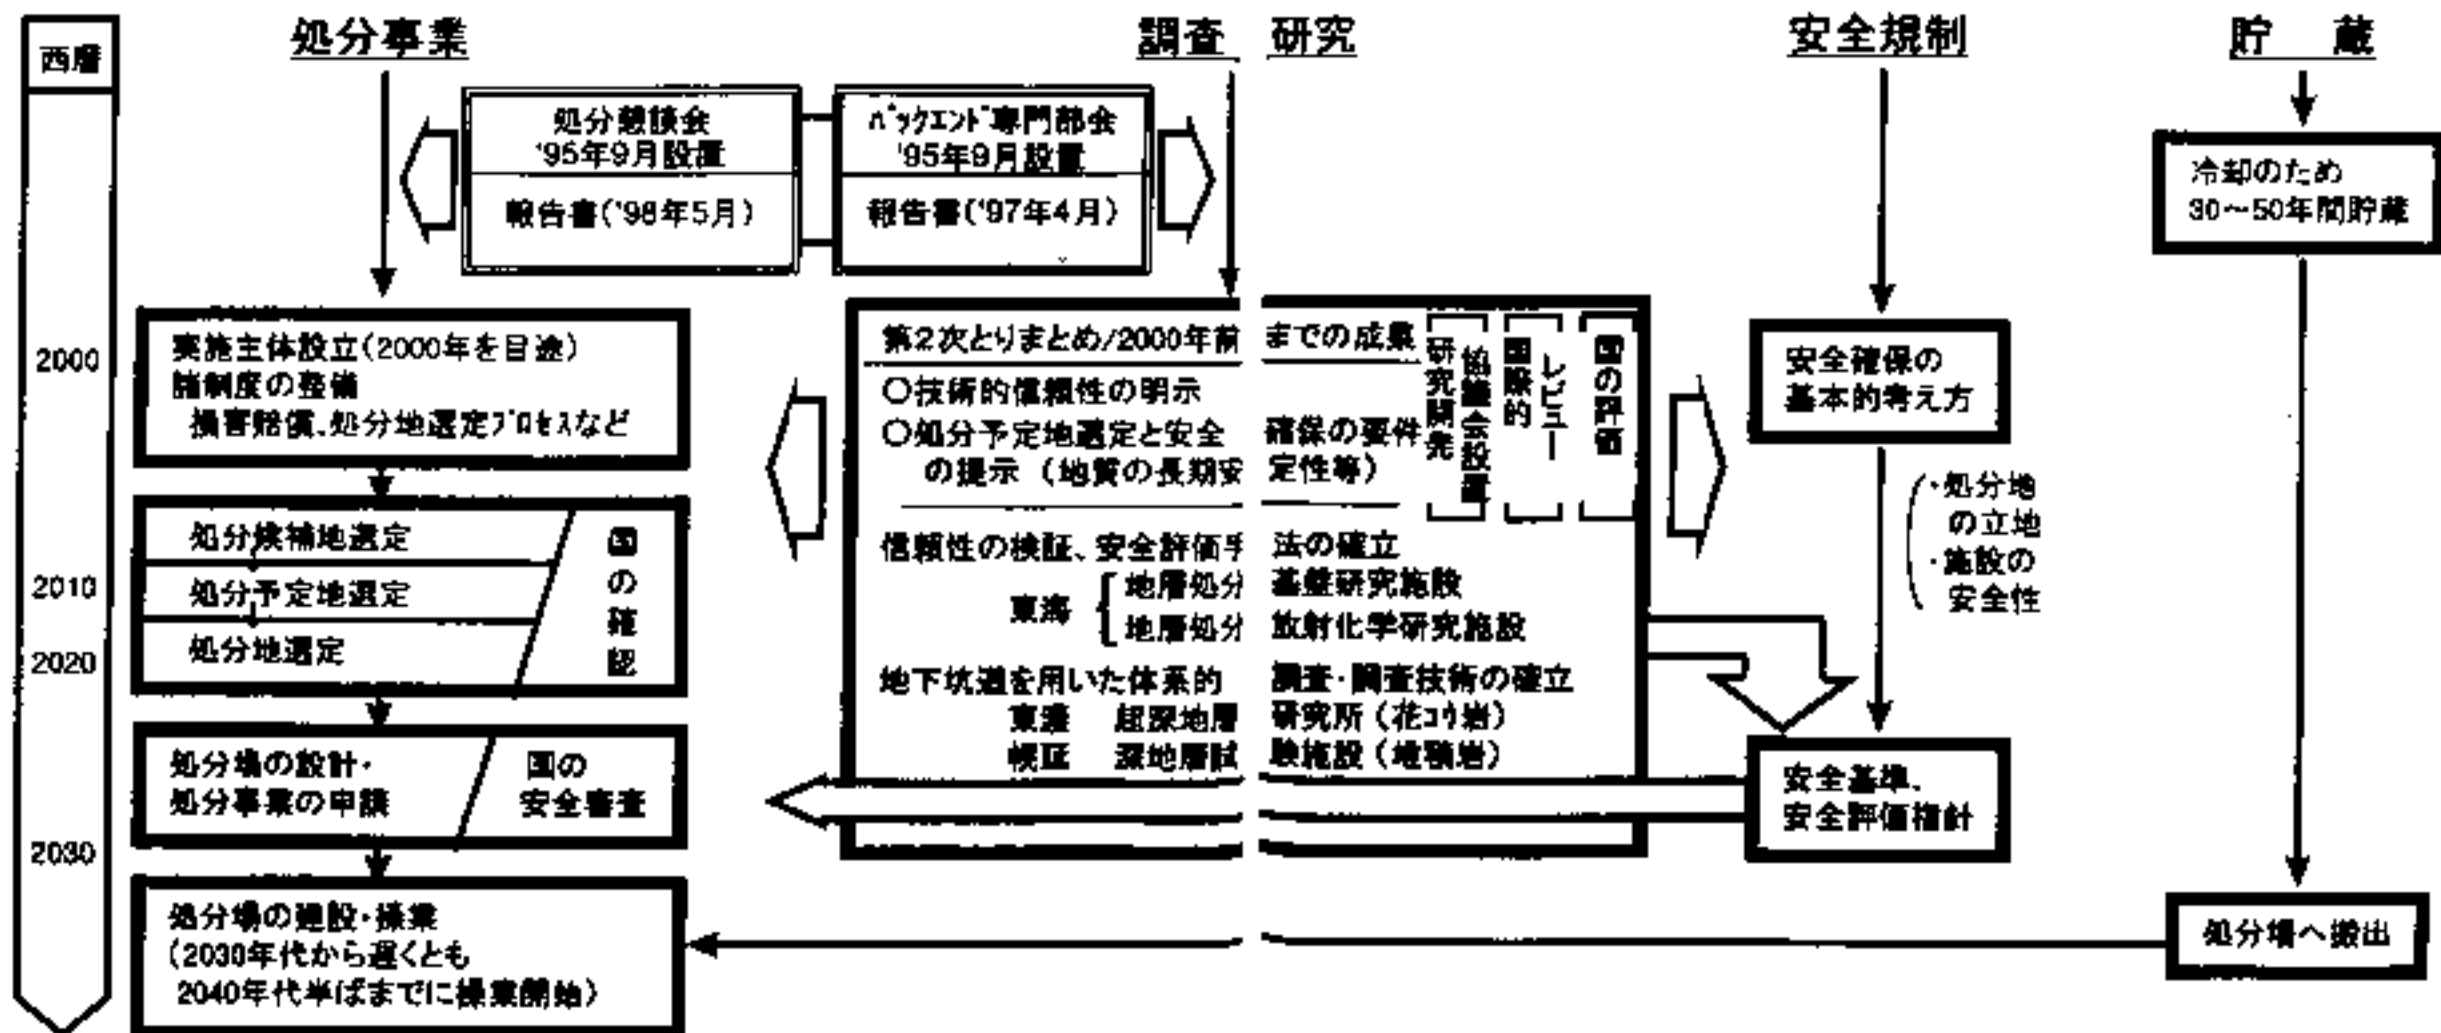 西暦
処分事業
調査 研究
安全規制
貯 蔵
処分懇談会
'95年9月設置
報告書('98年5月)
バックエンド専門部会
'95年9月設置
報告書('97年4月)
冷却のため
30～50年間貯蔵
2000
2010
2020
2030
実施主体設立(2000年を目途)
諸制度の整備
損害賠償、処分地選定プロセスなど
処分候補地選定
処分予定地選定
処分地選定
国の確認
処分場の設計・
処分事業の申請
国の
安全審査
処分場の建設・操業
(2030年代から遅くとも
2040年代半ばまでに操業開始)
第2次とりまとめ/2000年前までの成果
○技術的信頼性の明示
○処分予定地選定と安全確保の要件
の提示（地質の長期安定性等）
研究開発
協議会設置
国際的
レビュー
国の評価
信頼性の検証、安全評価手法の確立
東海
地層処分基盤研究施設
地層処分放射化学研究施設
地下坑道を用いた体系的調査・調査技術の確立
東濃 超深地層研究所（花コウ岩）
幌延 深地層試験施設（堆積岩）
安全確保の
基本的考え方
・処分地
の立地
・施設の
安全性
安全基準、
安全評価指針
処分場へ搬出